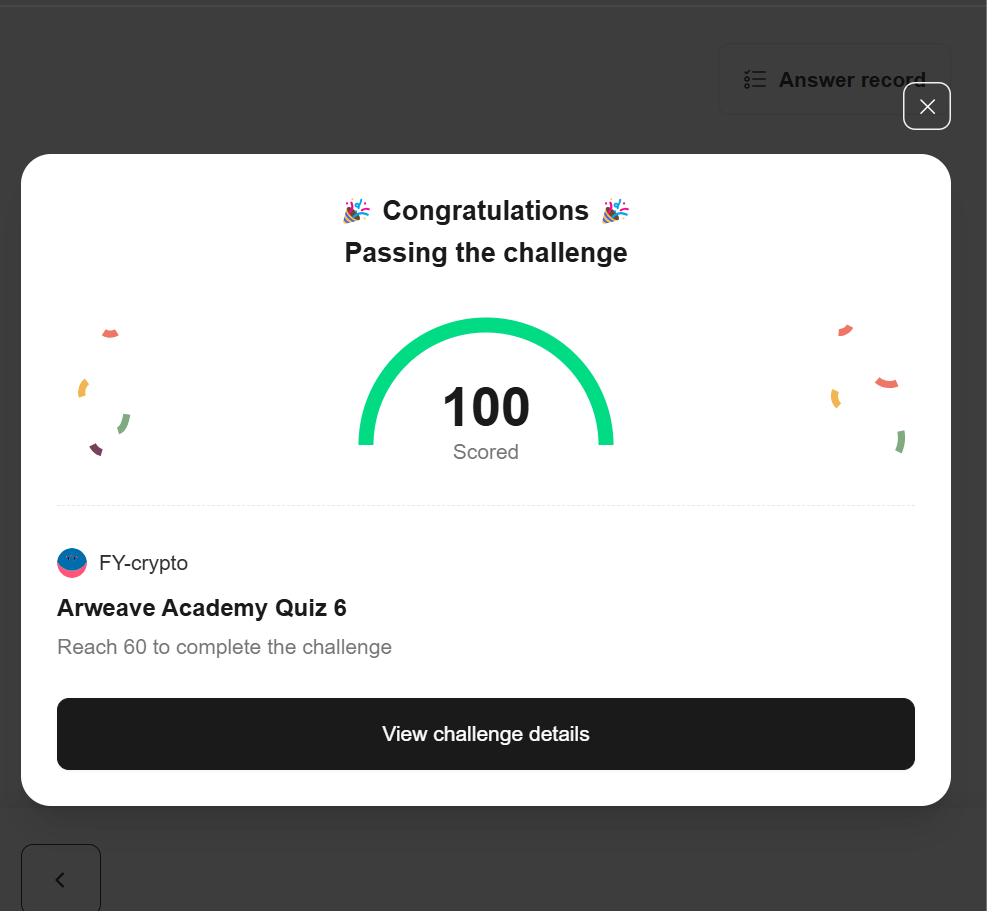 Answer record
🎉 Congratulations 🎉
Passing the challenge
100
Scored
FY-crypto
Arweave Academy Quiz 6
Reach 60 to complete the challenge
View challenge details